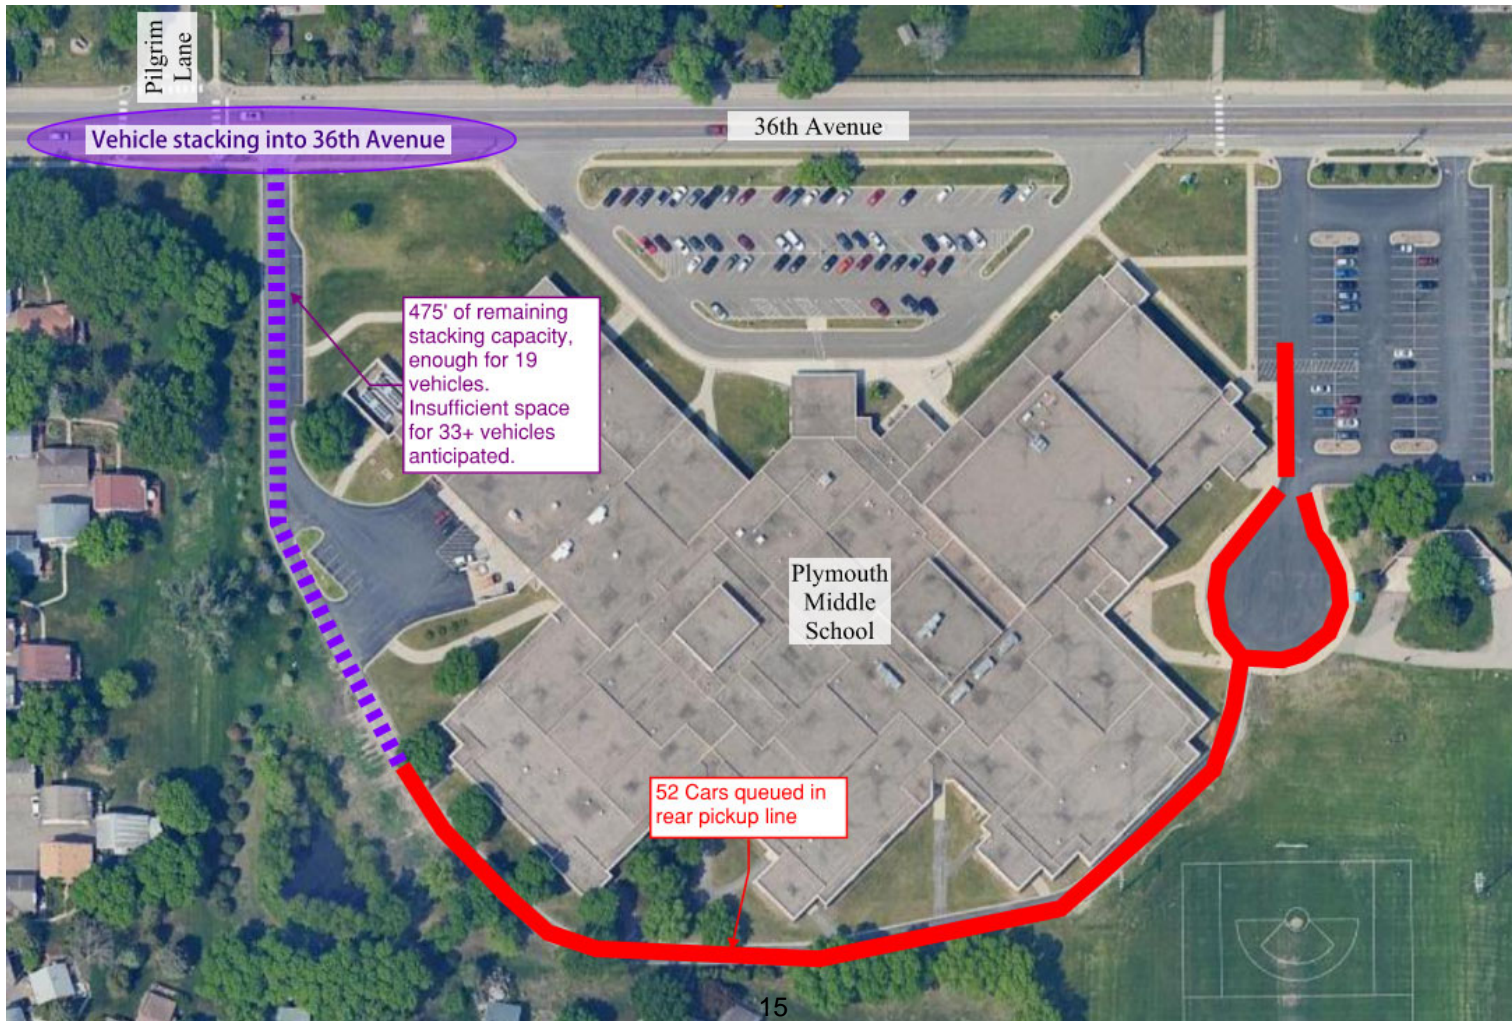 Pilgrim
Lane
Vehicle stacking into 36th Avenue
36th Avenue
475' of remaining
stacking capacity,
enough for 19
vehicles.
Insufficient space
for 33+ vehicles
anticipated.
Plymouth
Middle
School
52 Cars queued in
rear pickup line
15